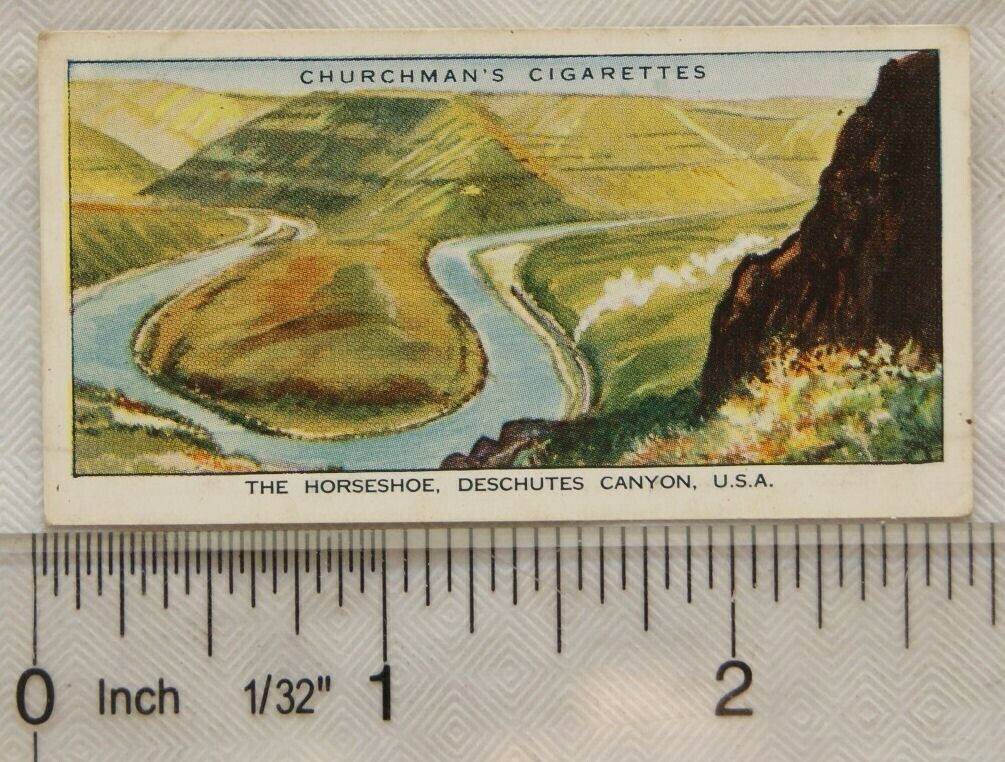 CHURCHMAN'S CIGARETTES
THE HORSESHOE, DESCHUTES CANYON, U.S.A.
0 Inch 1/32" 1 2